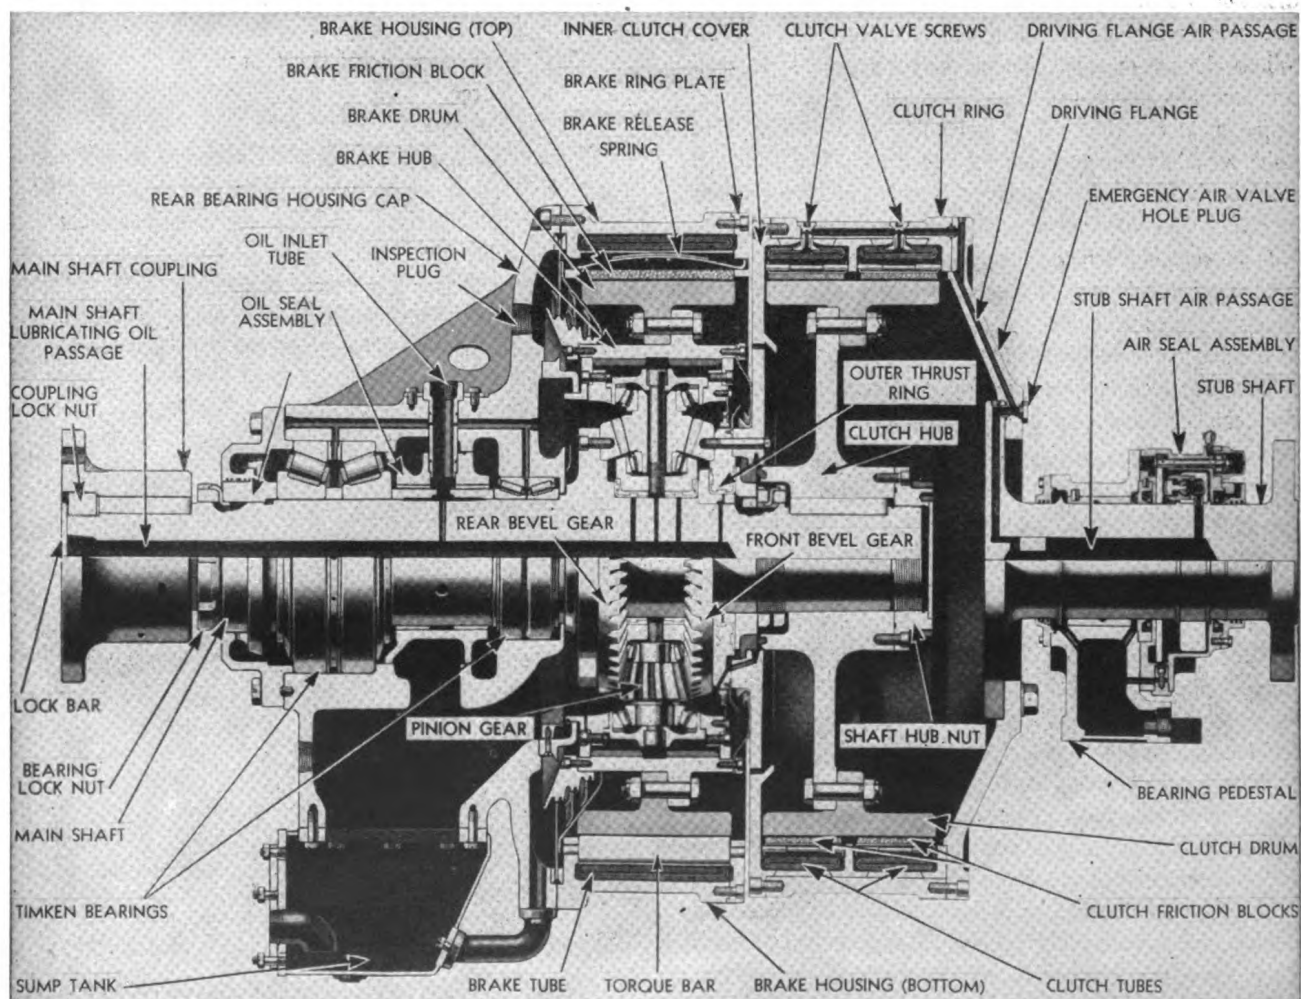 BRAKE HOUSING (TOP)
INNER CLUTCH COVER
CLUTCH VALVE SCREWS
DRIVING FLANGE AIR PASSAGE
BRAKE FRICTION BLOCK
BRAKE RING PLATE
BRAKE DRUM
BRAKE RELEASE
SPRING
CLUTCH RING
DRIVING FLANGE
BRAKE HUB
REAR BEARING HOUSING CAP
EMERGENCY AIR VALVE
HOLE PLUG
OIL INLET
TUBE
INSPECTION
PLUG
MAIN SHAFT COUPLING
OIL SEAL
ASSEMBLY
STUB SHAFT AIR PASSAGE
MAIN SHAFT
LUBRICATING OIL
PASSAGE
AIR SEAL ASSEMBLY
OUTER THRUST
RING
STUB SHAFT
COUPLING
LOCK NUT
CLUTCH HUB
REAR BEVEL GEAR
FRONT BEVEL GEAR
LOCK BAR
PINION GEAR
SHAFT HUB NUT
BEARING
LOCK NUT
BEARING PEDESTAL
MAIN SHAFT
CLUTCH DRUM
TIMKEN BEARINGS
CLUTCH FRICTION BLOCKS
SUMP TANK
BRAKE TUBE
TORQUE BAR
BRAKE HOUSING (BOTTOM)
CLUTCH TUBES